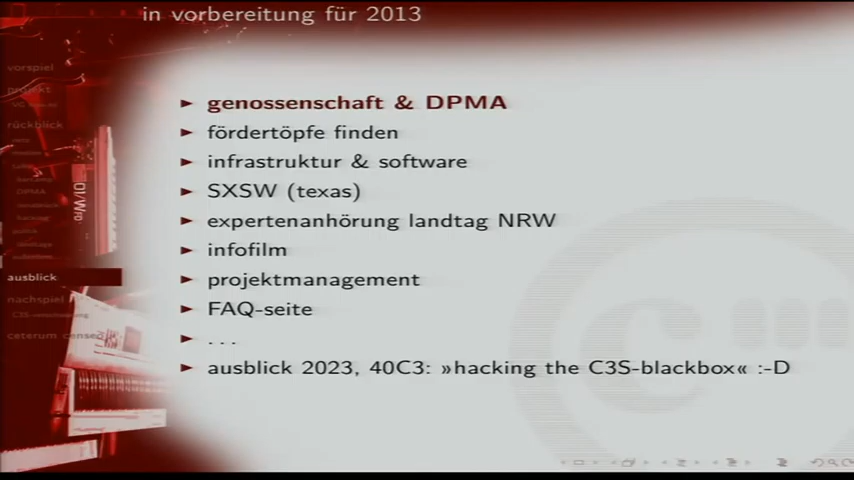 in vorbereitung für 2013
vorspiel
projekt
rückblick
DPMA
ausblick
nachspiel
ceterum censeo
► genossenschaft & DPMA
► fördertöpfe finden
► infrastruktur & software
► SXSW (texas)
► expertenanhörung landtag NRW
► infofilm
► projektmanagement
► FAQ-seite
► ...
► ausblick 2023, 40C3: »hacking the C3S-blackbox« :-D